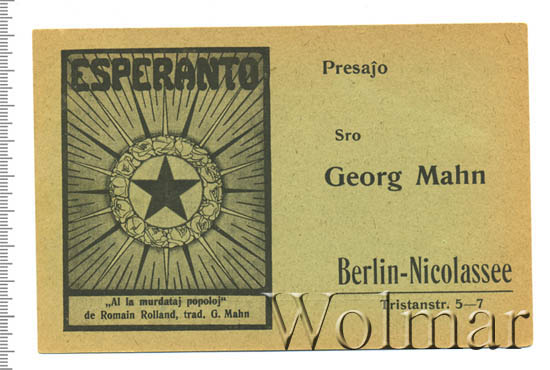 ESPERANTO
„Al la murdataj popoloj“
de Romain Rolland, trad. G. Mahn
Presaĵo
Sro
Georg Mahn
Berlin-Nicolassee
Tristanstr. 5—7
Wolmar